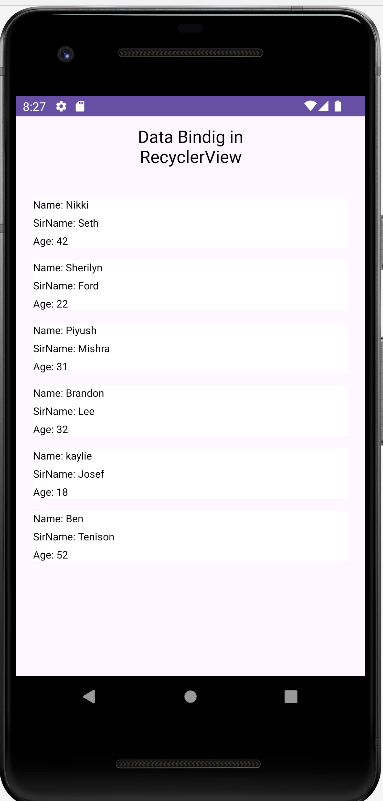 8:27
Data Bindig in
RecyclerView
Name: Nikki
SirName: Seth
Age: 42
Name: Sherilyn
SirName: Ford
Age: 22
Name: Piyush
SirName: Mishra
Age: 31
Name: Brandon
SirName: Lee
Age: 32
Name: kaylie
SirName: Josef
Age: 18
Name: Ben
SirName: Tenison
Age: 52